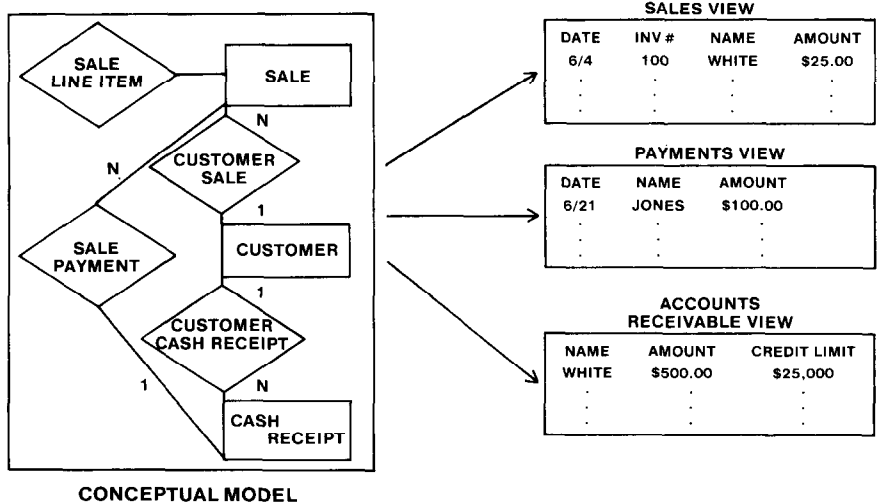 SALE
LINE ITEM
SALE
N
CUSTOMER
SALE
N
1
SALE
PAYMENT
CUSTOMER
1
CUSTOMER
CASH RECEIPT
1
N
CASH
RECEIPT
CONCEPTUAL MODEL
SALES VIEW
DATE INV # NAME AMOUNT
6/4 100 WHITE $25.00
PAYMENTS VIEW
DATE NAME AMOUNT
6/21 JONES $100.00
ACCOUNTS
RECEIVABLE VIEW
NAME AMOUNT CREDIT LIMIT
WHITE $500.00 $25,000